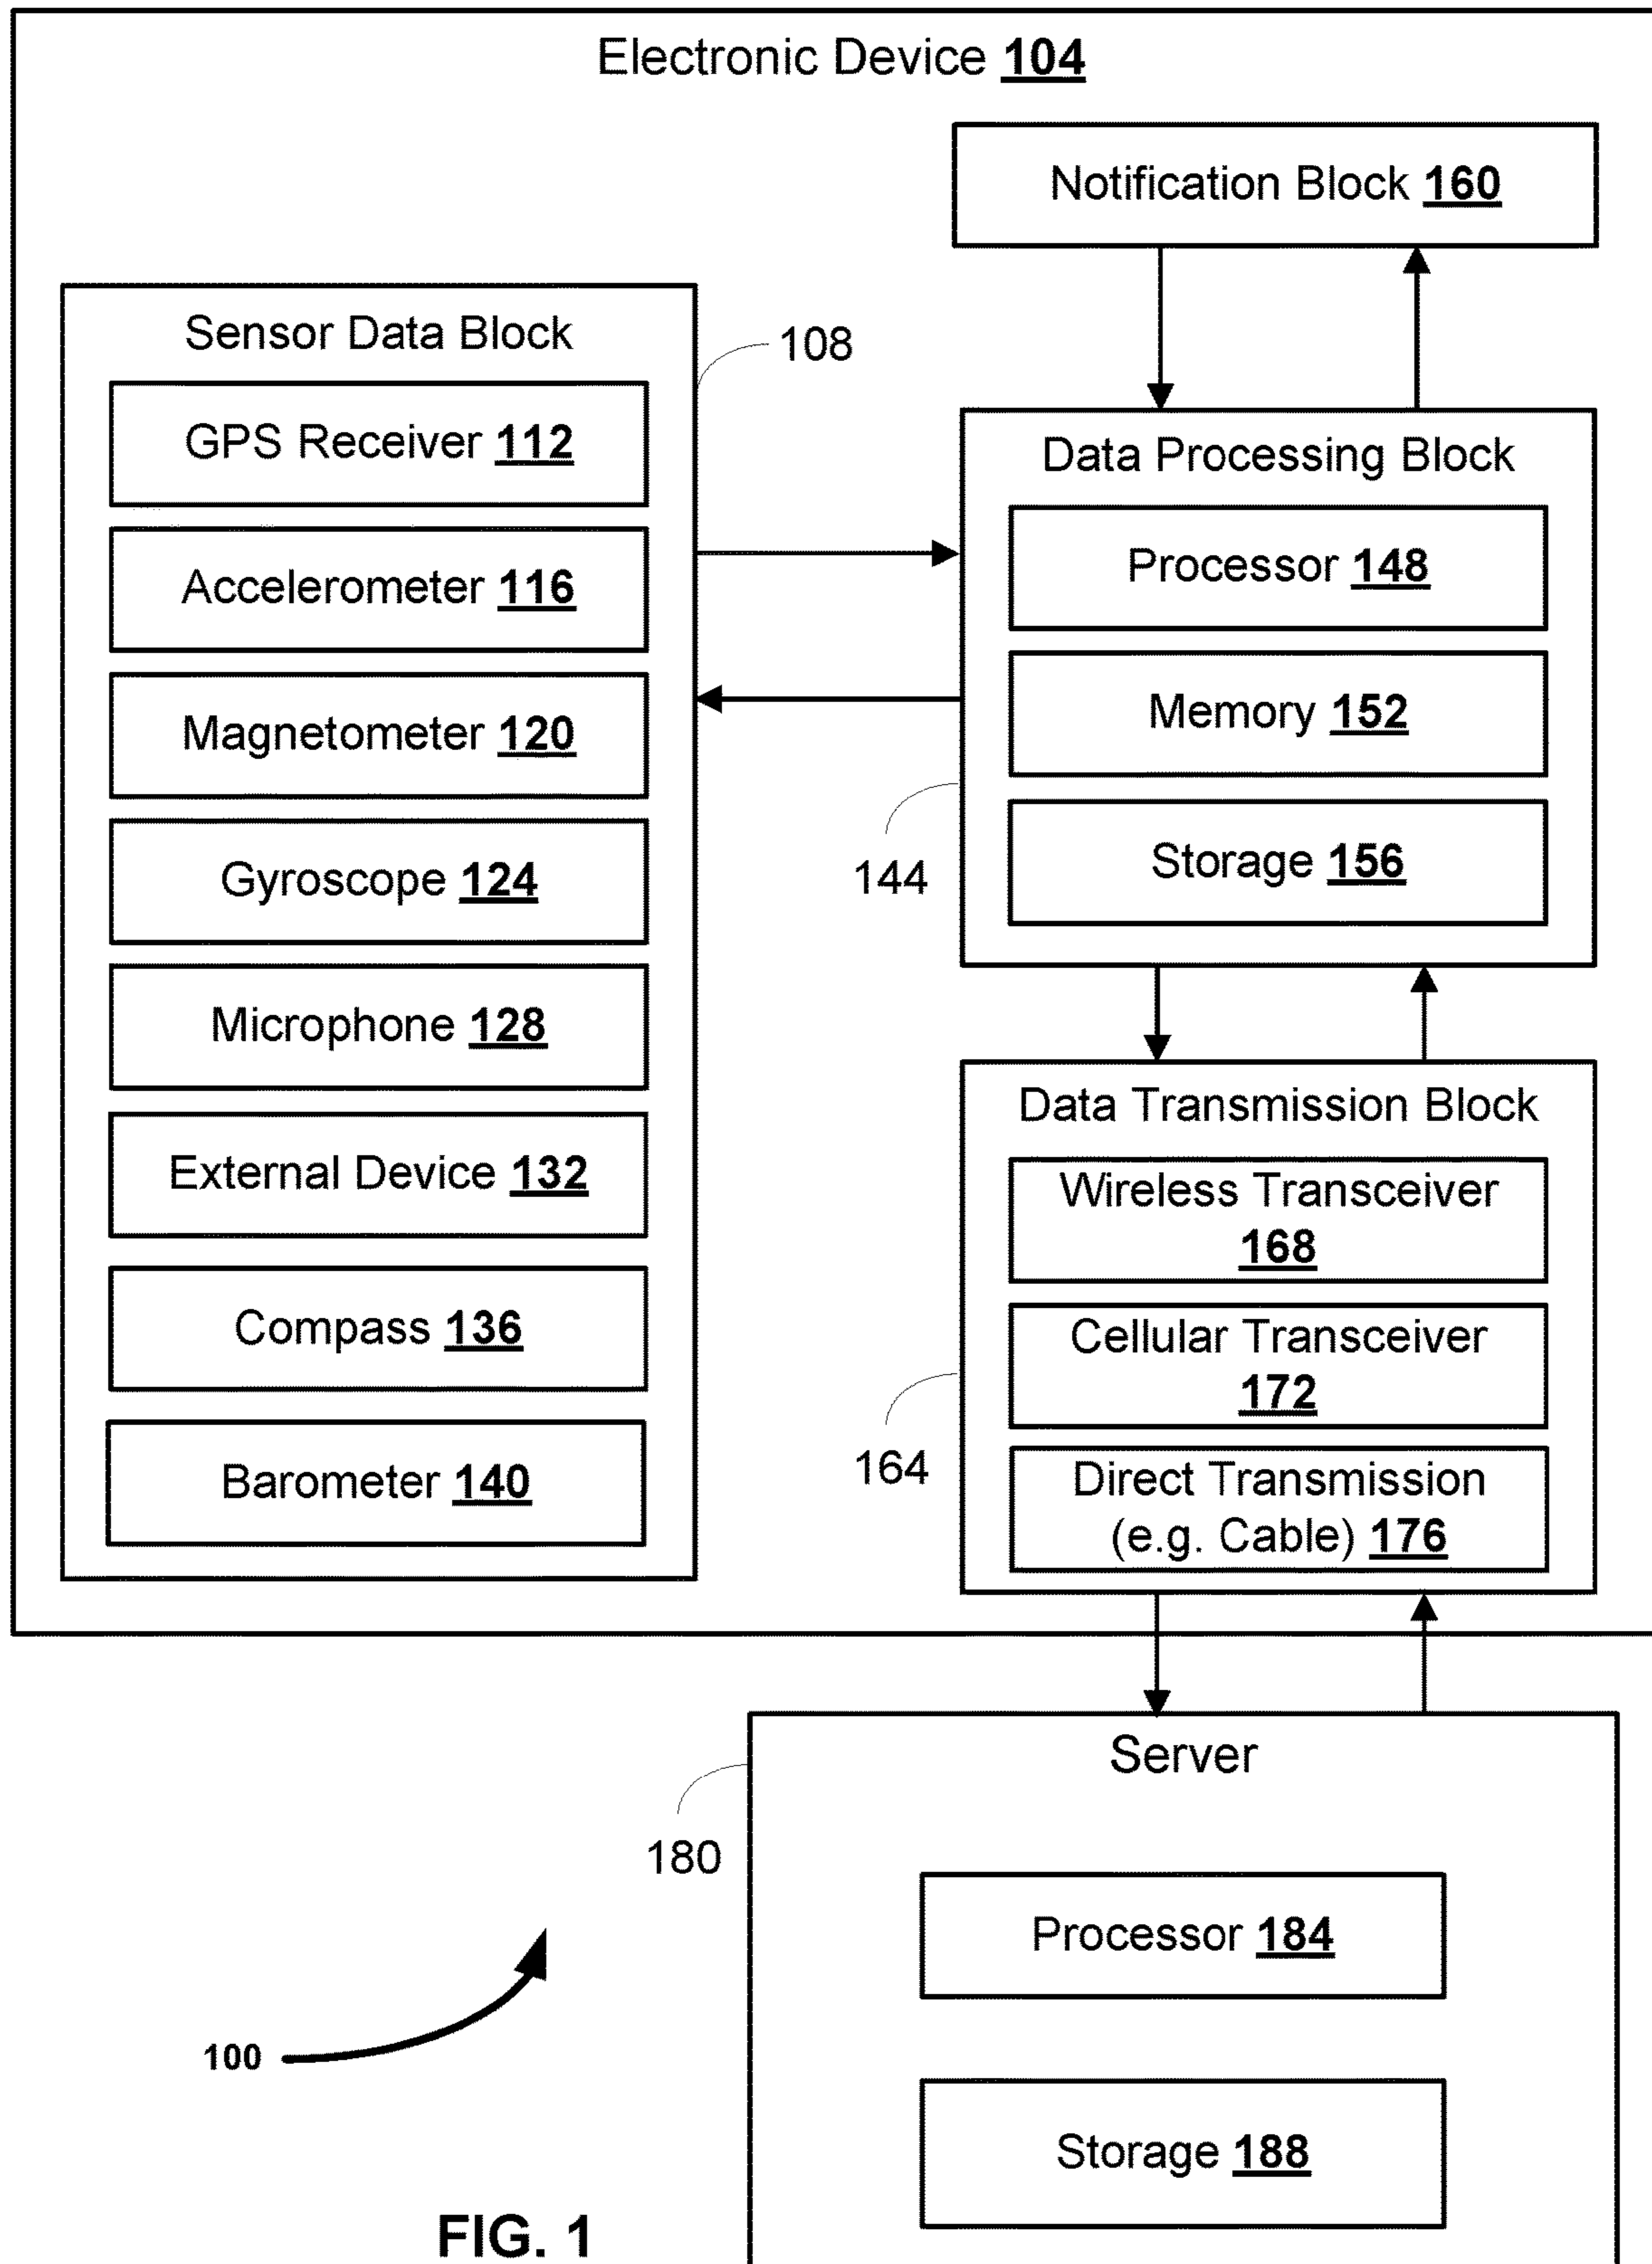 Electronic Device 104
Notification Block 160
Sensor Data Block
108
GPS Receiver 112
Accelerometer 116
Magnetometer 120
Gyroscope 124
Microphone 128
External Device 132
Compass 136
Barometer 140
Data Processing Block
Processor 148
Memory 152
Storage 156
144
Data Transmission Block
Wireless Transceiver
168
Cellular Transceiver
172
Direct Transmission
(e.g. Cable) 176
164
Server
180
Processor 184
Storage 188
100
FIG. 1